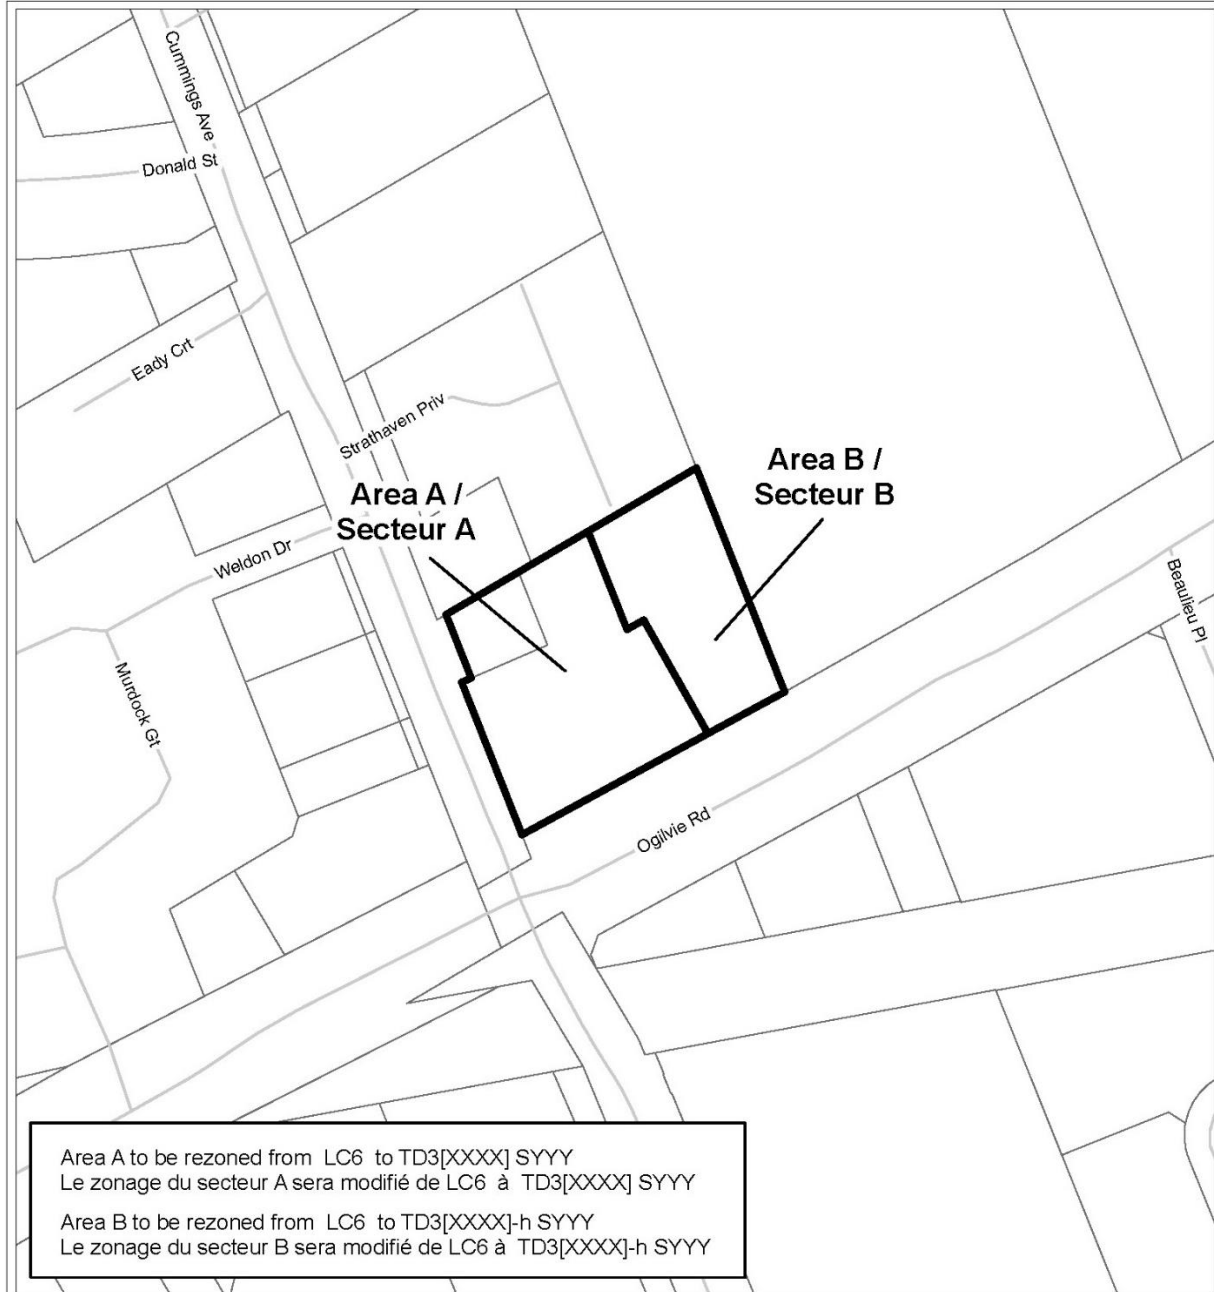 Cummings Ave
Donald St
Eady Crt
Strathaven Priv
Area A /
Secteur A
Area B /
Secteur B
Weldon Dr
Beaulieu Pl
Murdock Gt
Ogilvie Rd
Area A to be rezoned from LC6 to TD3[XXXX] SYYY
Le zonage du secteur A sera modifié de LC6 à TD3[XXXX] SYYY
Area B to be rezoned from LC6 to TD3[XXXX]-h SYYY
Le zonage du secteur B sera modifié de LC6 à TD3[XXXX]-h SYYY